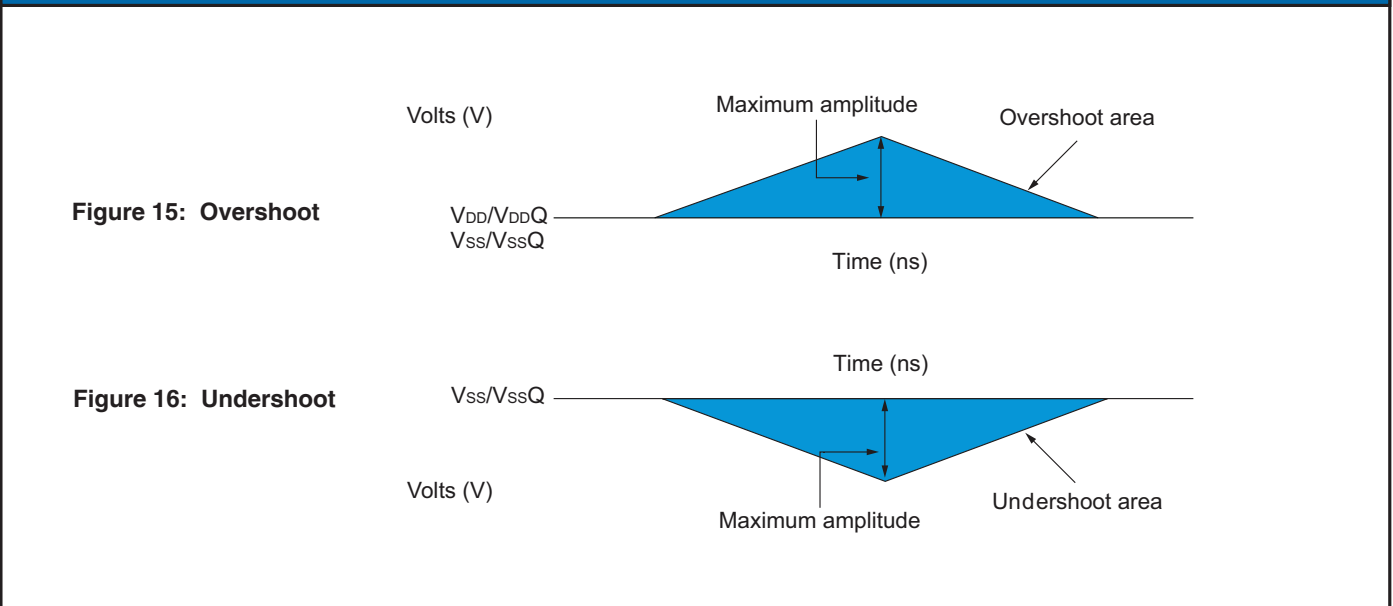 Volts (V)
Maximum amplitude
Overshoot area
Figure 15: Overshoot
VDD/VDDQ
VSS/VSSQ
Time (ns)
Time (ns)
Figure 16: Undershoot
VSS/VSSQ
Volts (V)
Maximum amplitude
Undershoot area